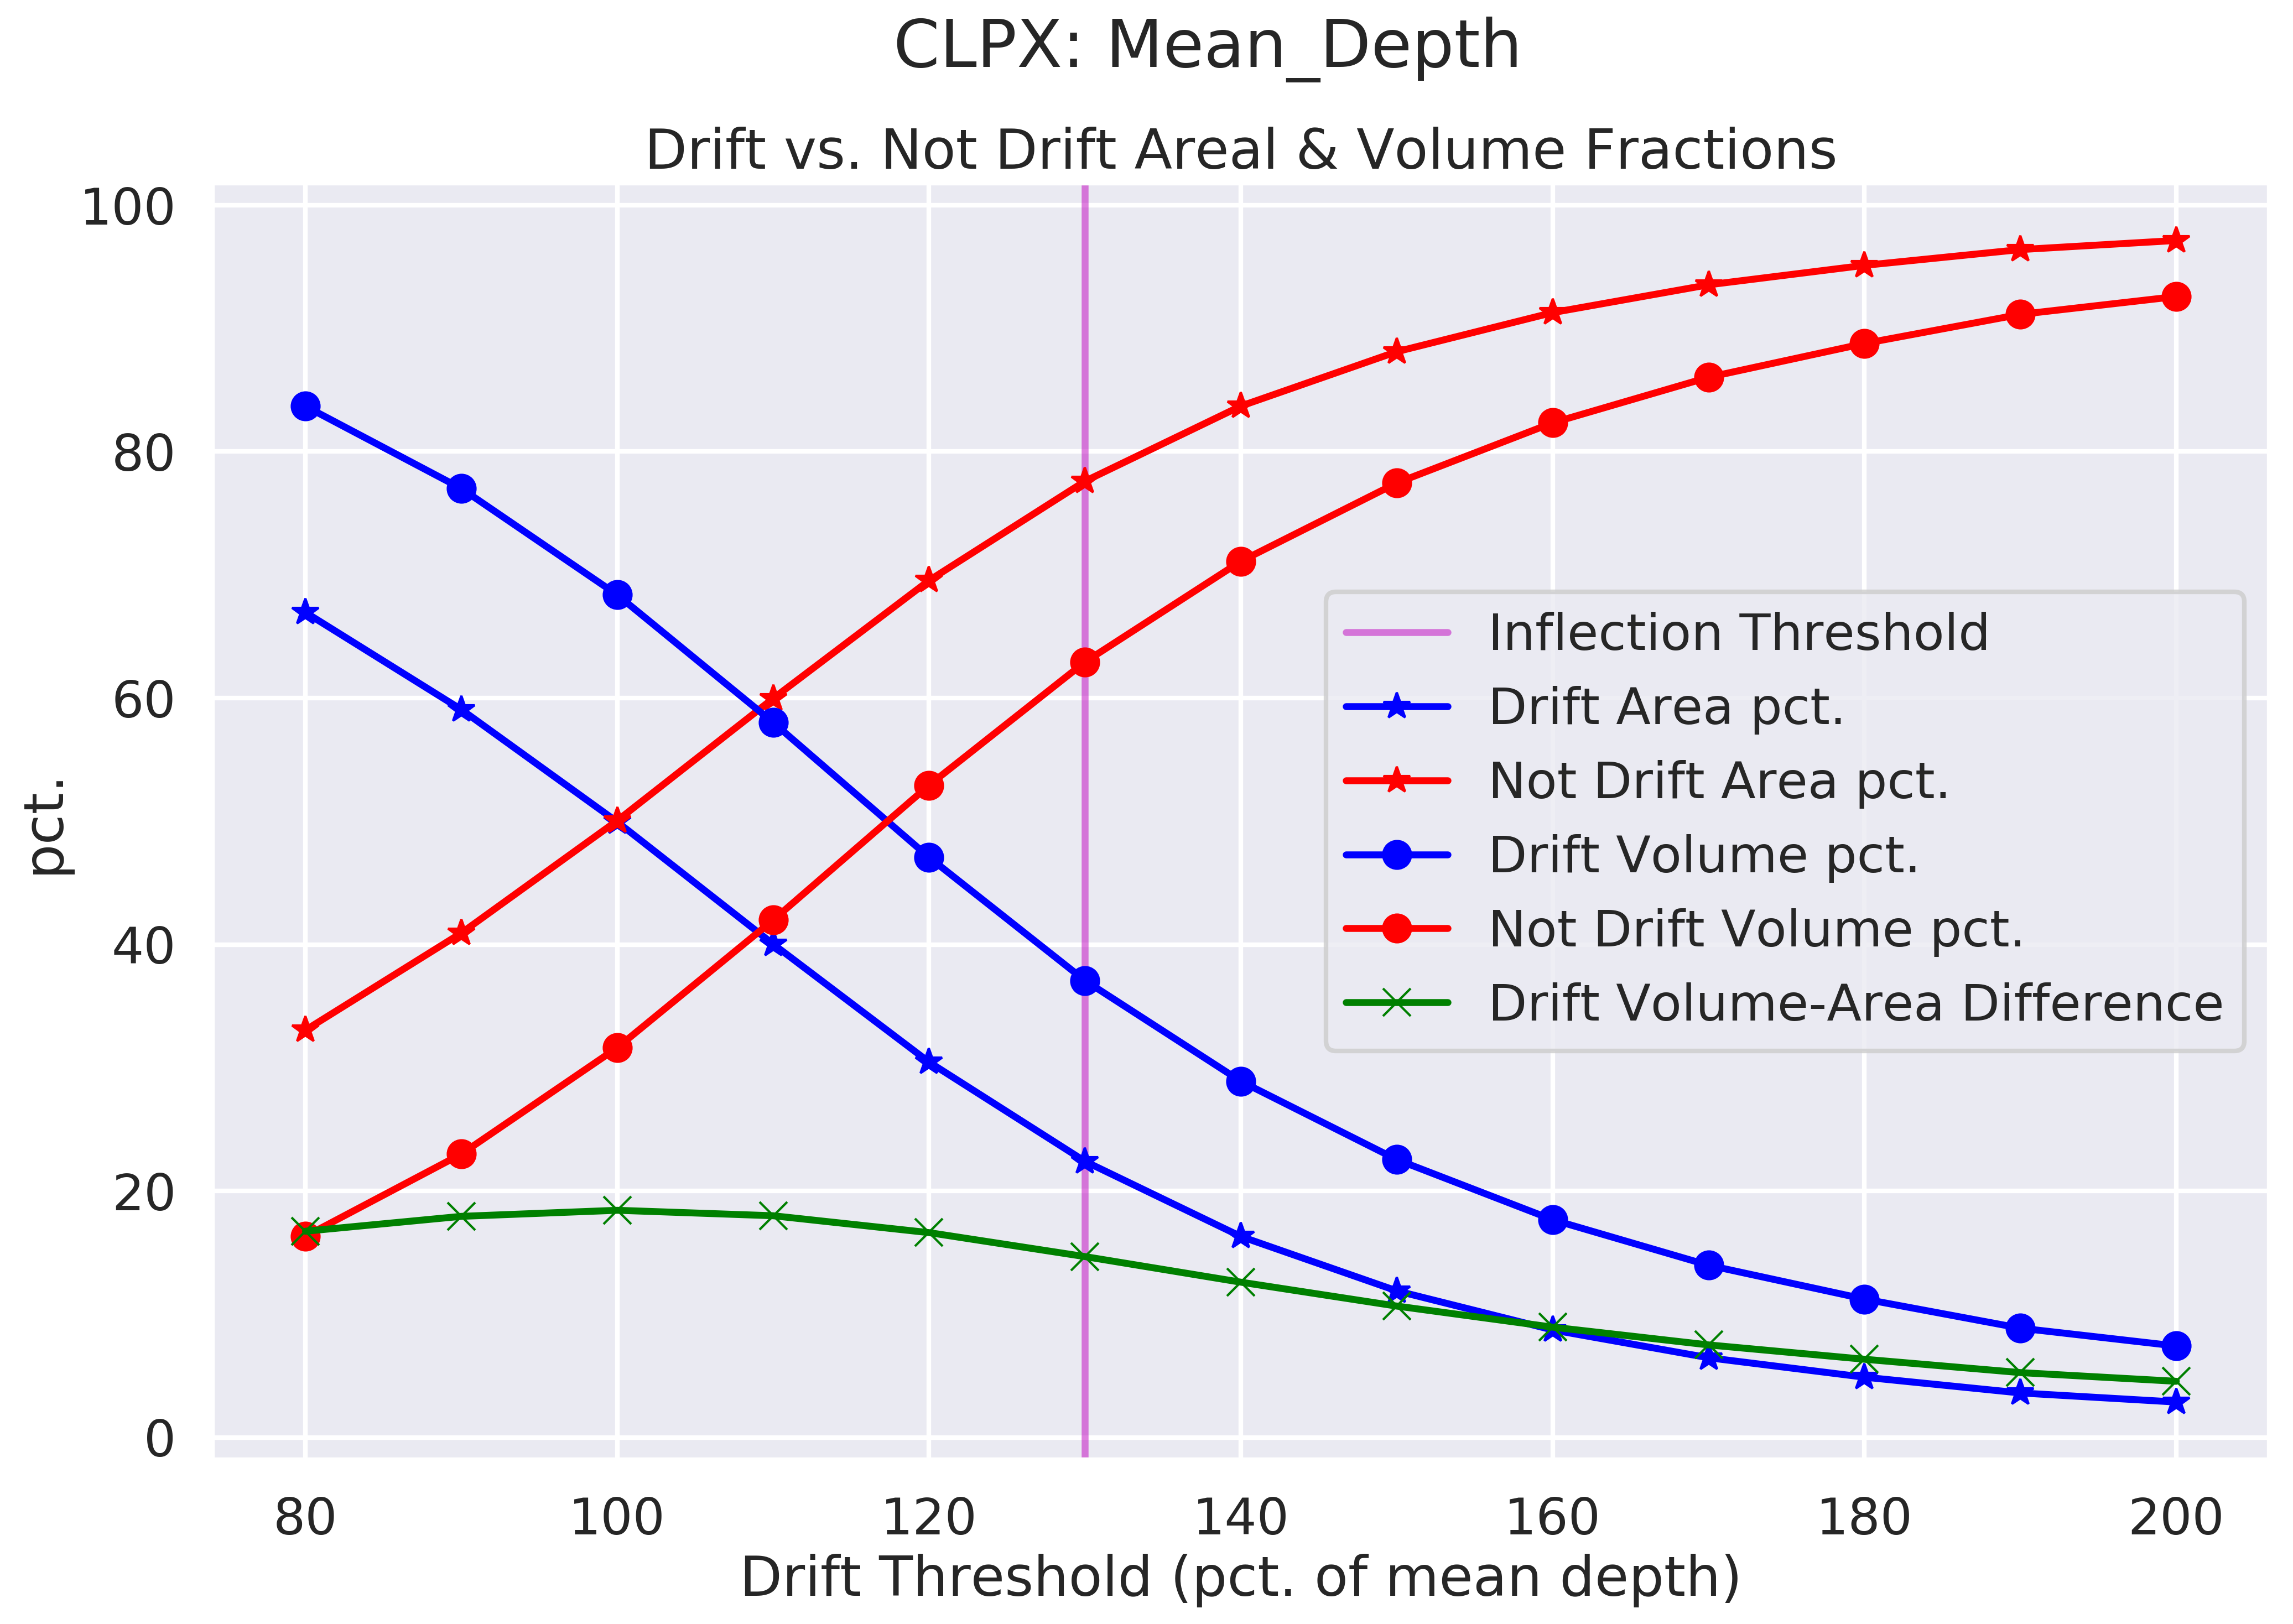 CLPX: Mean_Depth
Drift vs. Not Drift Areal & Volume Fractions
100
80
60
40
20
0
pct.
Inflection Threshold
Drift Area pct.
Not Drift Area pct.
Drift Volume pct.
Not Drift Volume pct.
Drift Volume-Area Difference
80 100 120 140 160 180 200
Drift Threshold (pct. of mean depth)